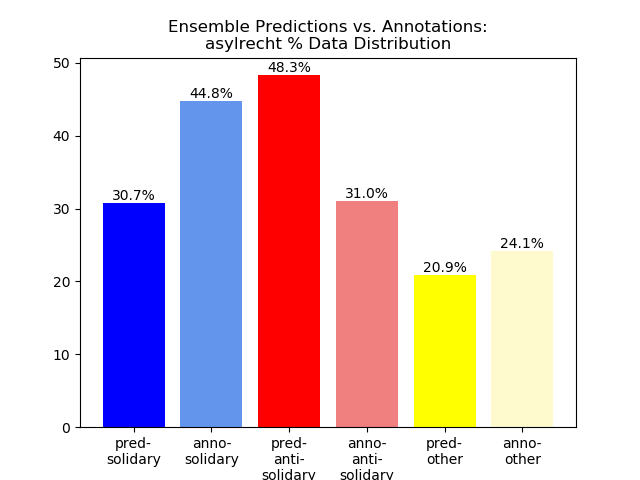 Ensemble Predictions vs. Annotations:
asylrecht % Data Distribution
50
40
30
20
10
0
30.7%
44.8%
48.3%
31.0%
20.9%
24.1%
pred-
solidary
anno-
solidary
pred-
anti-
solidary
anno-
anti-
solidary
pred-
other
anno-
other